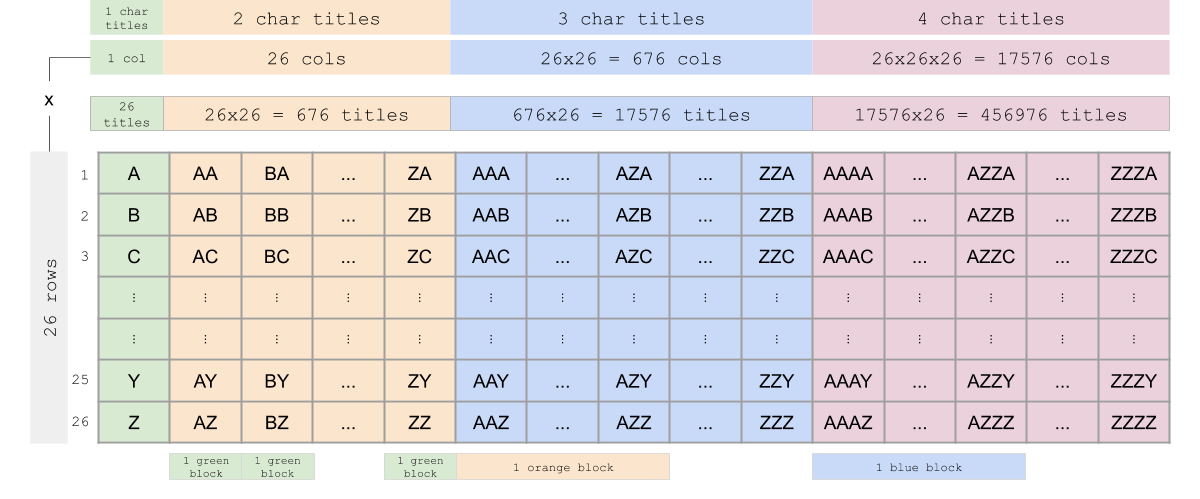 1 char
titles
2 char titles
3 char titles
4 char titles
1 col
26 cols
26x26 = 676 cols
26x26x26 = 17576 cols
x
26
titles
26x26 = 676 titles
676x26 = 17576 titles
17576x26 = 456976 titles
26 rows
1 A AA BA ... ZA AAA ... AZA ... ZZA AAAA ... AZZA ... ZZZA
2 B AB BB ... ZB AAB ... AZB ... ZZB AAAB ... AZZB ... ZZZB
3 C AC BC ... ZC AAC ... AZC ... ZZC AAAC ... AZZC ... ZZZC
⋮ ⋮ ⋮ ⋮ ⋮ ⋮ ⋮ ⋮ ⋮ ⋮ ⋮ ⋮ ⋮ ⋮ ⋮
⋮ ⋮ ⋮ ⋮ ⋮ ⋮ ⋮ ⋮ ⋮ ⋮ ⋮ ⋮ ⋮ ⋮ ⋮
25 Y AY BY ... ZY AAY ... AZY ... ZZY AAAY ... AZZY ... ZZZY
26 Z AZ BZ ... ZZ AAZ ... AZZ ... ZZZ AAAZ ... AZZZ ... ZZZZ
1 green
block
1 green
block
1 green
block
1 orange block
1 blue block